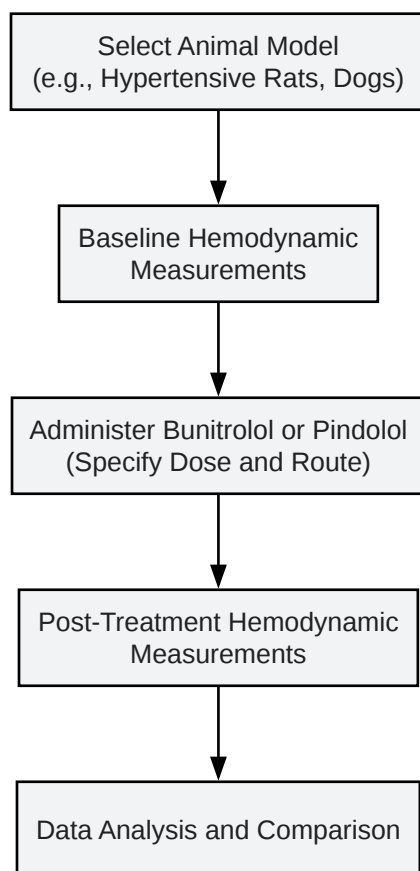 Select Animal Model
(e.g., Hypertensive Rats, Dogs)
Baseline Hemodynamic
Measurements
Administer Bunitrolol or Pindolol
(Specify Dose and Route)
Post-Treatment Hemodynamic
Measurements
Data Analysis and Comparison